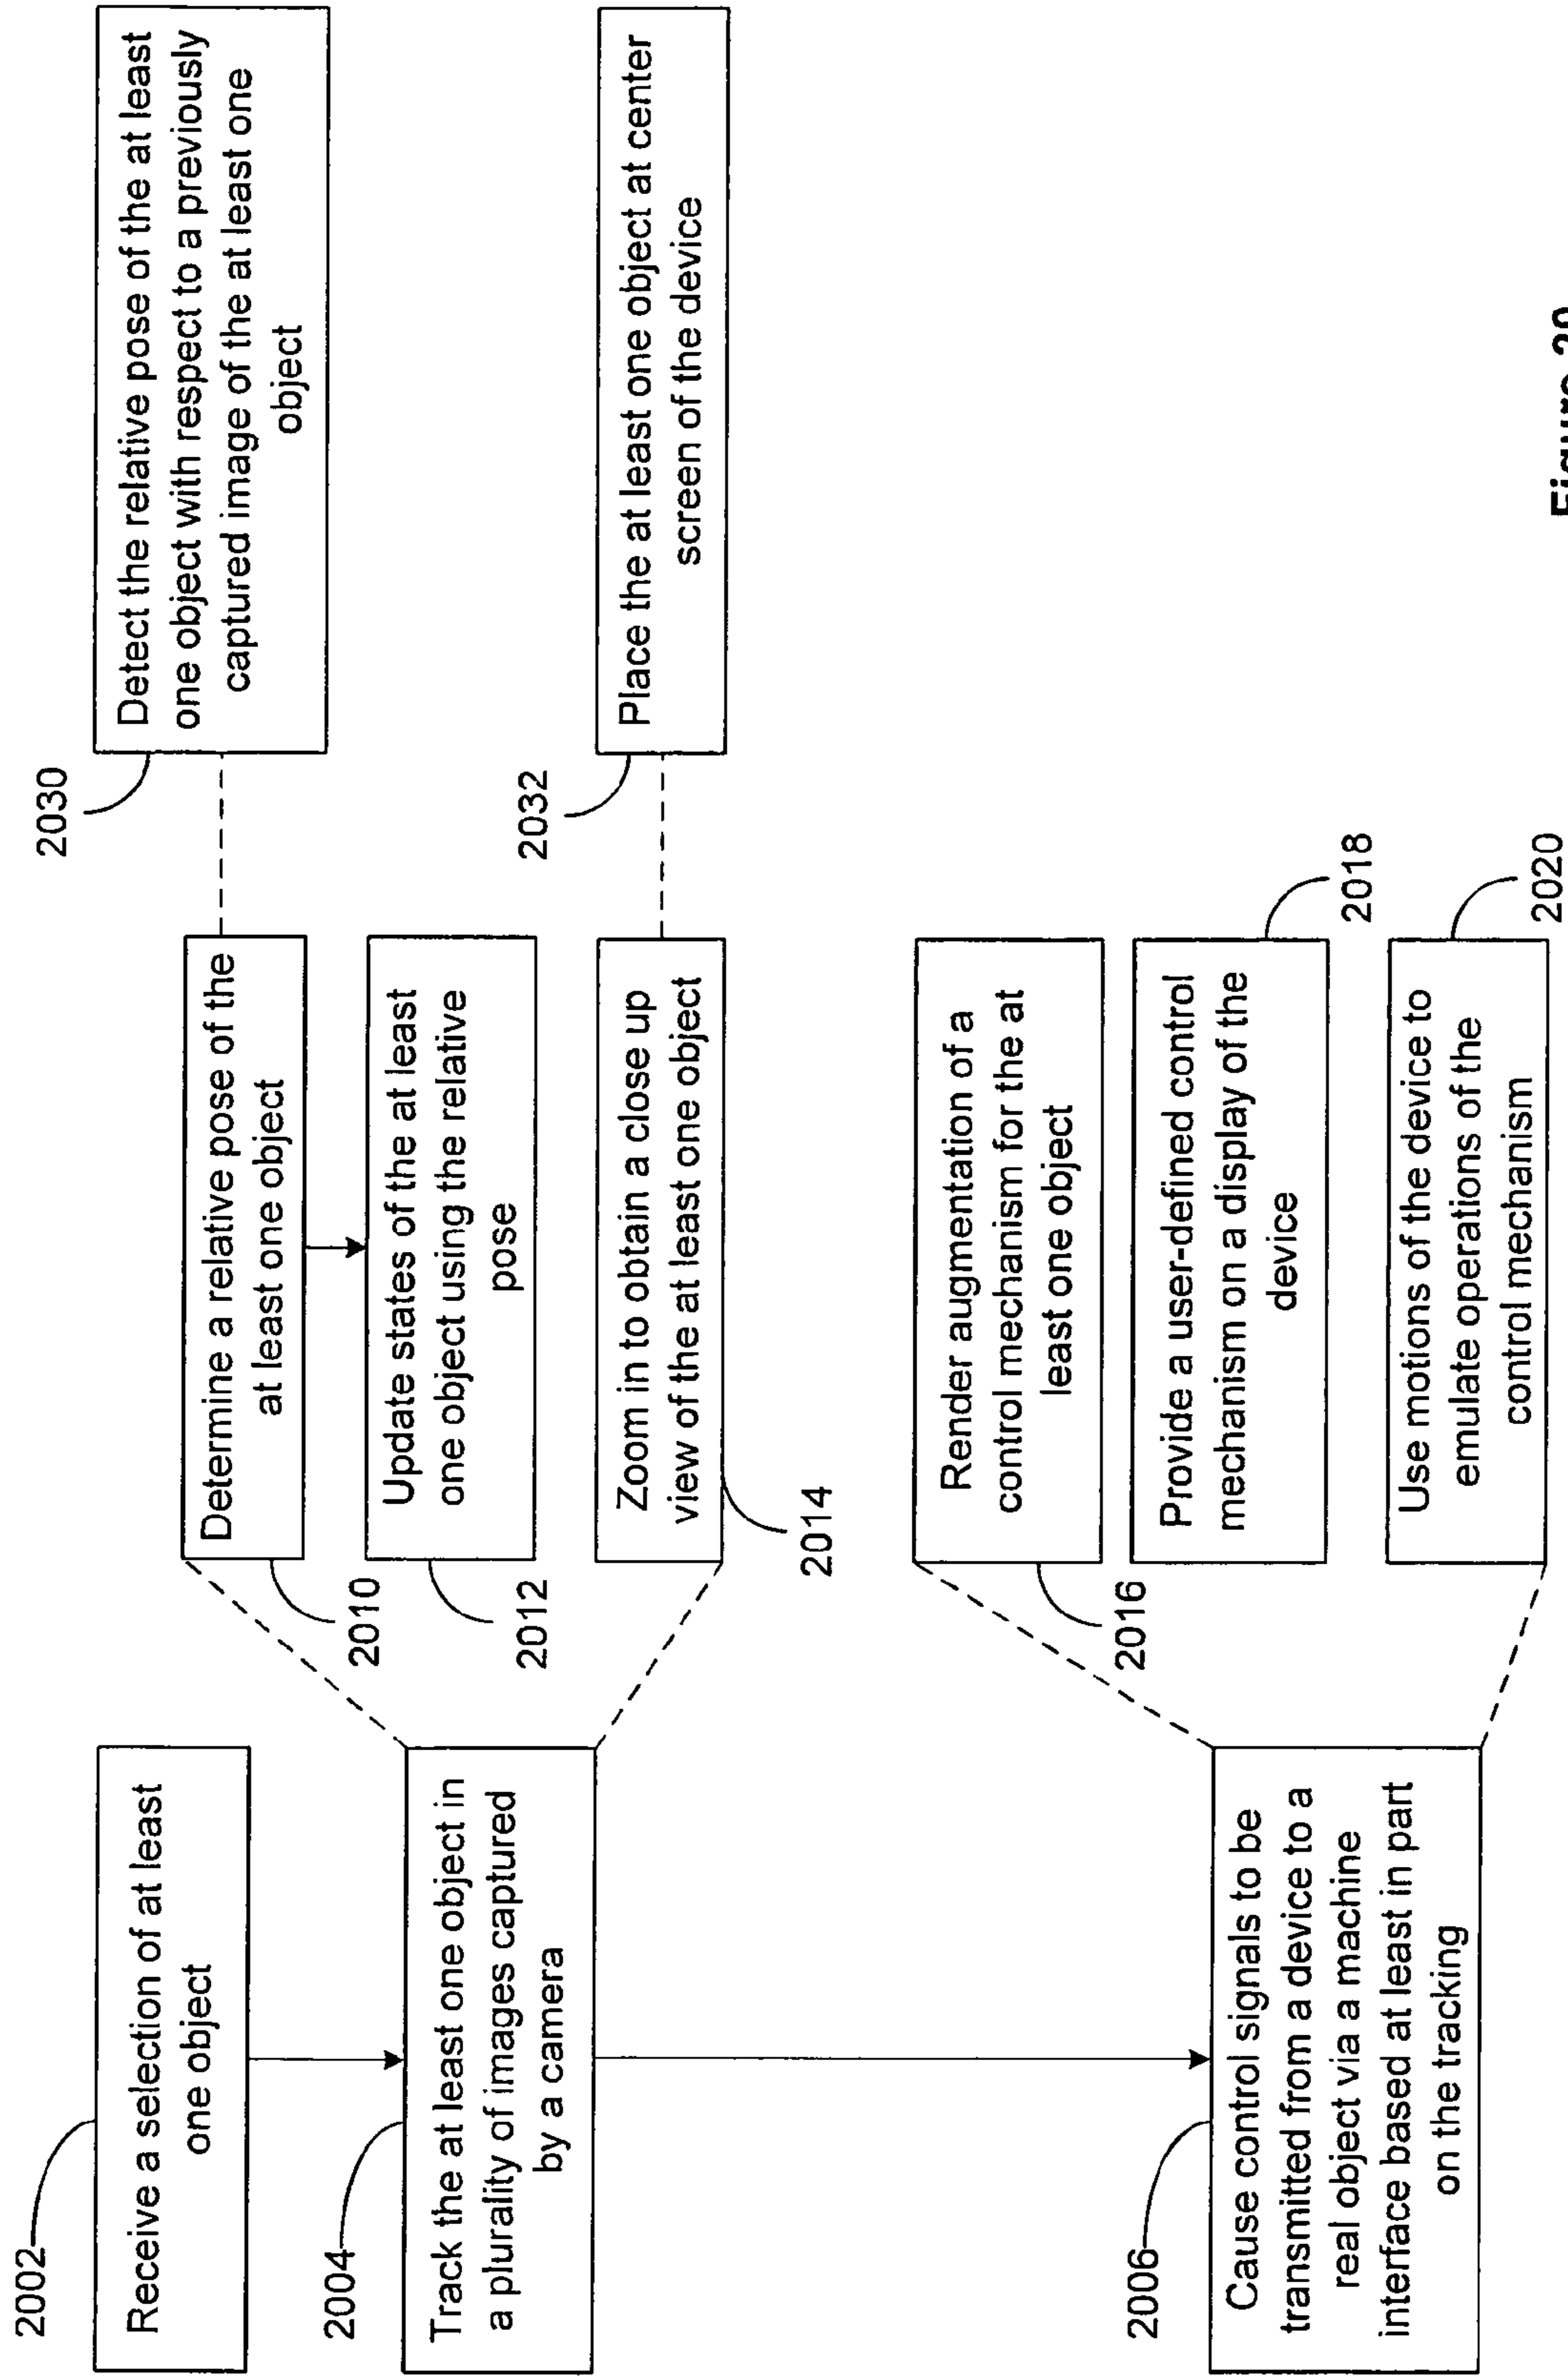 2002
Receive a selection of at least
one object
2004
Track the at least one object in
a plurality of images captured
by a camera
2006
Cause control signals to be
transmitted from a device to a
real object via a machine
interface based at least in part
on the tracking
2010
Determine a relative pose of the
at least one object
2012
Update states of the at least
one object using the relative
pose
2014
Zoom in to obtain a close up
view of the at least one object
2016
Render augmentation of a
control mechanism for the at
least one object
2018
Provide a user-defined control
mechanism on a display of the
device
2020
Use motions of the device to
emulate operations of the
control mechanism
2030
Detect the relative pose of the at least
one object with respect to a previously
captured image of the at least one
object
2032
Place the at least one object at center
screen of the device
Figure 20